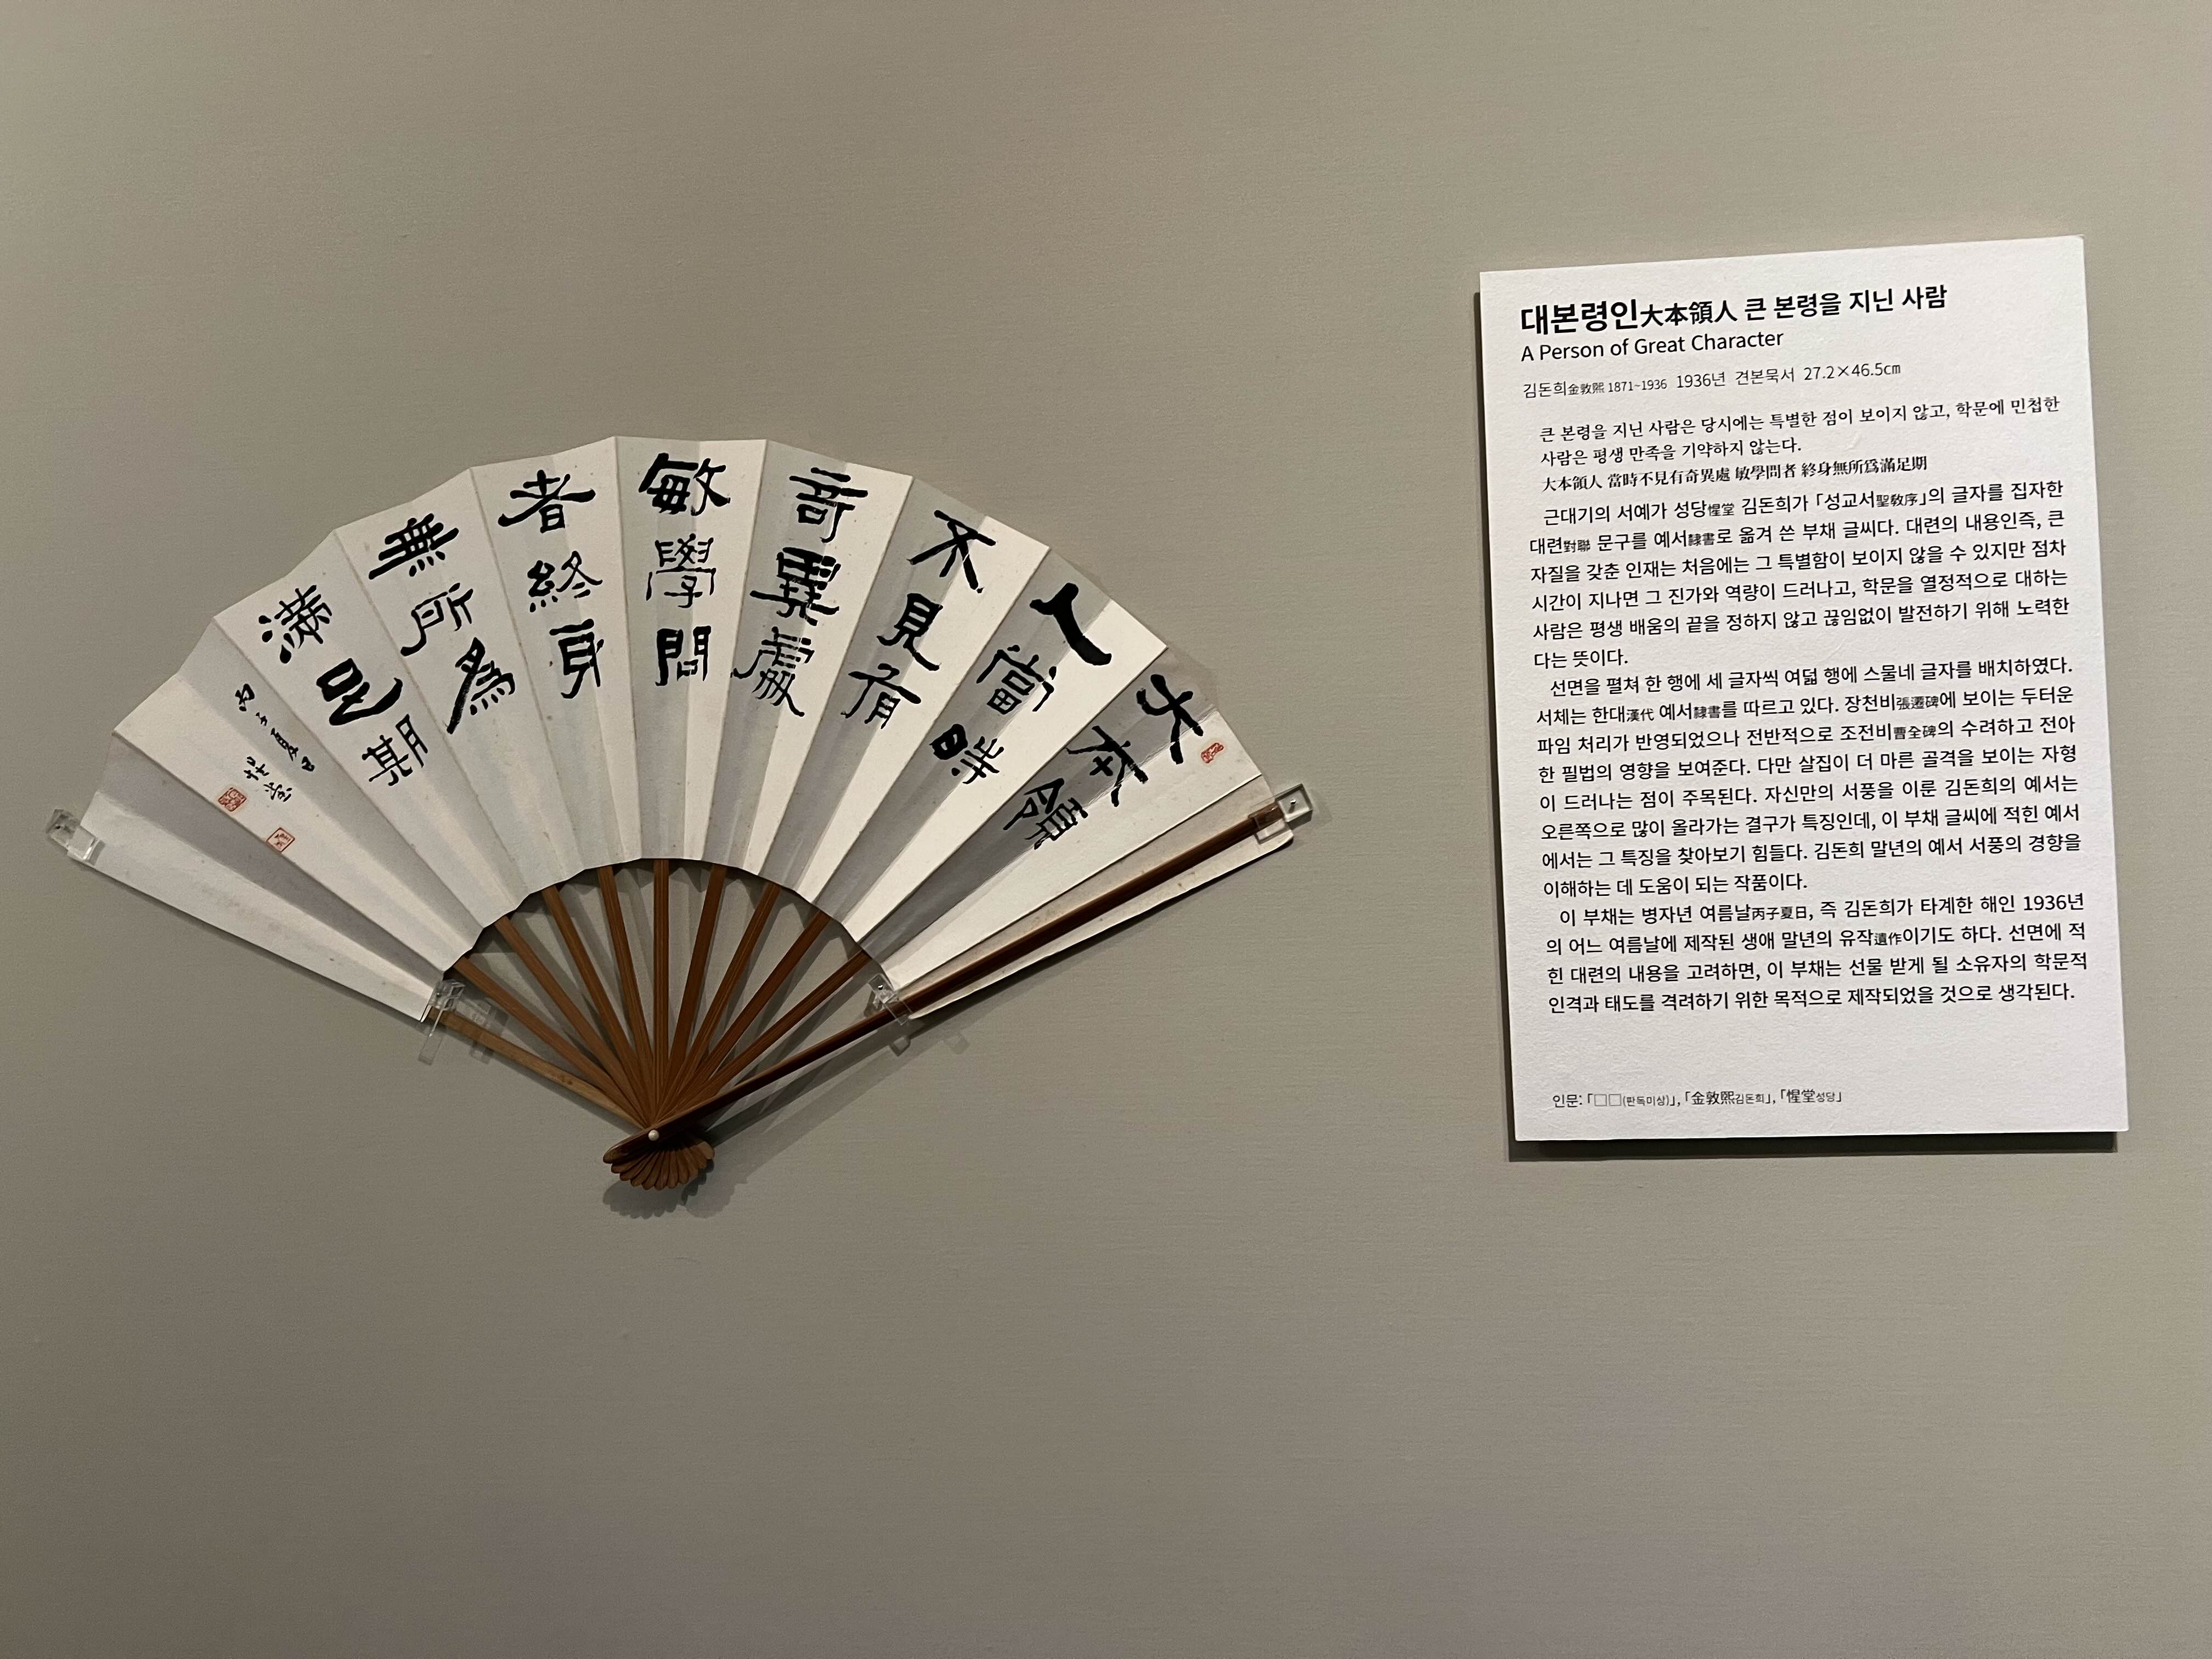 大本領
人當時
不見有
奇異處
敏學問
者終身
無所爲
滿足期
丙子夏日
惺堂
대본령인大本領人 큰 본령을 지닌 사람
A Person of Great Character
김돈희金敦熙 1871~1936 1936년 견본묵서 27.2×46.5㎝
큰 본령을 지닌 사람은 당시에는 특별한 점이 보이지 않고, 학문에 민첩한
사람은 평생 만족을 기약하지 않는다.
大本領人 當時不見有奇異處 敏學問者 終身無所爲滿足期
근대기의 서예가 성당惺堂 김돈희가 「성교서聖敎序」의 글자를 집자한
대련對聯 문구를 예서隷書로 옮겨 쓴 부채 글씨다. 대련의 내용인즉, 큰
자질을 갖춘 인재는 처음에는 그 특별함이 보이지 않을 수 있지만 점차
시간이 지나면 그 진가와 역량이 드러나고, 학문을 열정적으로 대하는
사람은 평생 배움의 끝을 정하지 않고 끊임없이 발전하기 위해 노력한
다는 뜻이다.
선면을 펼쳐 한 행에 세 글자씩 여덟 행에 스물네 글자를 배치하였다.
서체는 한대漢代 예서隷書를 따르고 있다. 장천비張遷碑에 보이는 두터운
파임 처리가 반영되었으나 전반적으로 조전비曹全碑의 수려하고 전아
한 필법의 영향을 보여준다. 다만 살집이 더 마른 골격을 보이는 자형
이 드러나는 점이 주목된다. 자신만의 서풍을 이룬 김돈희의 예서는
오른쪽으로 많이 올라가는 결구가 특징인데, 이 부채 글씨에 적힌 예서
에서는 그 특징을 찾아보기 힘들다. 김돈희 말년의 예서 서풍의 경향을
이해하는 데 도움이 되는 작품이다.
이 부채는 병자년 여름날丙子夏日, 즉 김돈희가 타계한 해인 1936년
의 어느 여름날에 제작된 생애 말년의 유작遺作이기도 하다. 선면에 적
힌 대련의 내용을 고려하면, 이 부채는 선물 받게 될 소유자의 학문적
인격과 태도를 격려하기 위한 목적으로 제작되었을 것으로 생각된다.
인문: 「□□(판독미상)」, 「金敦熙김돈희」, 「惺堂성당」